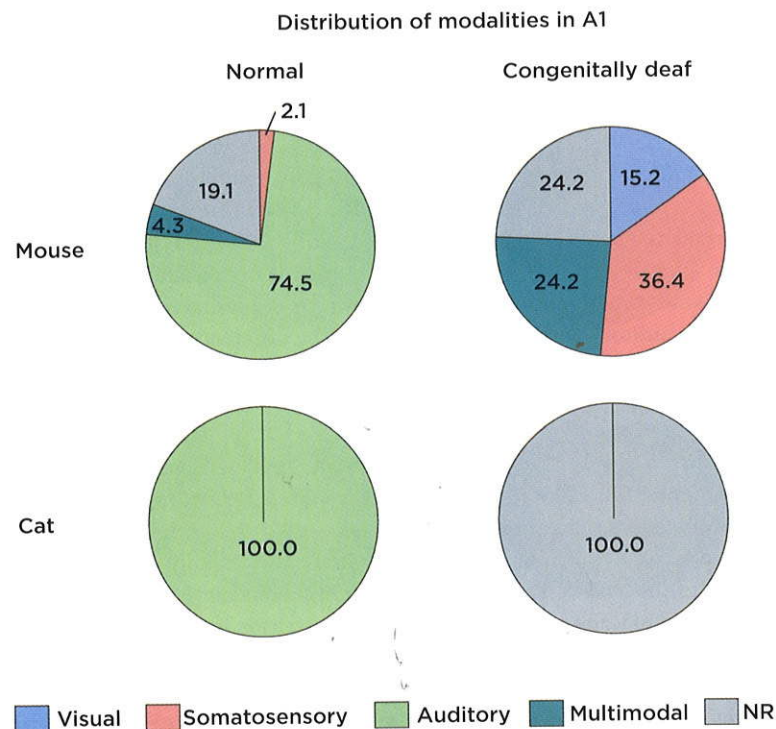 Distribution of modalities in A1
Normal
Congenitally deaf
2.1
19.1
4.3
74.5
24.2
15.2
24.2
36.4
Mouse
100.0
100.0
Cat
Visual
Somatosensory
Auditory
Multimodal
NR